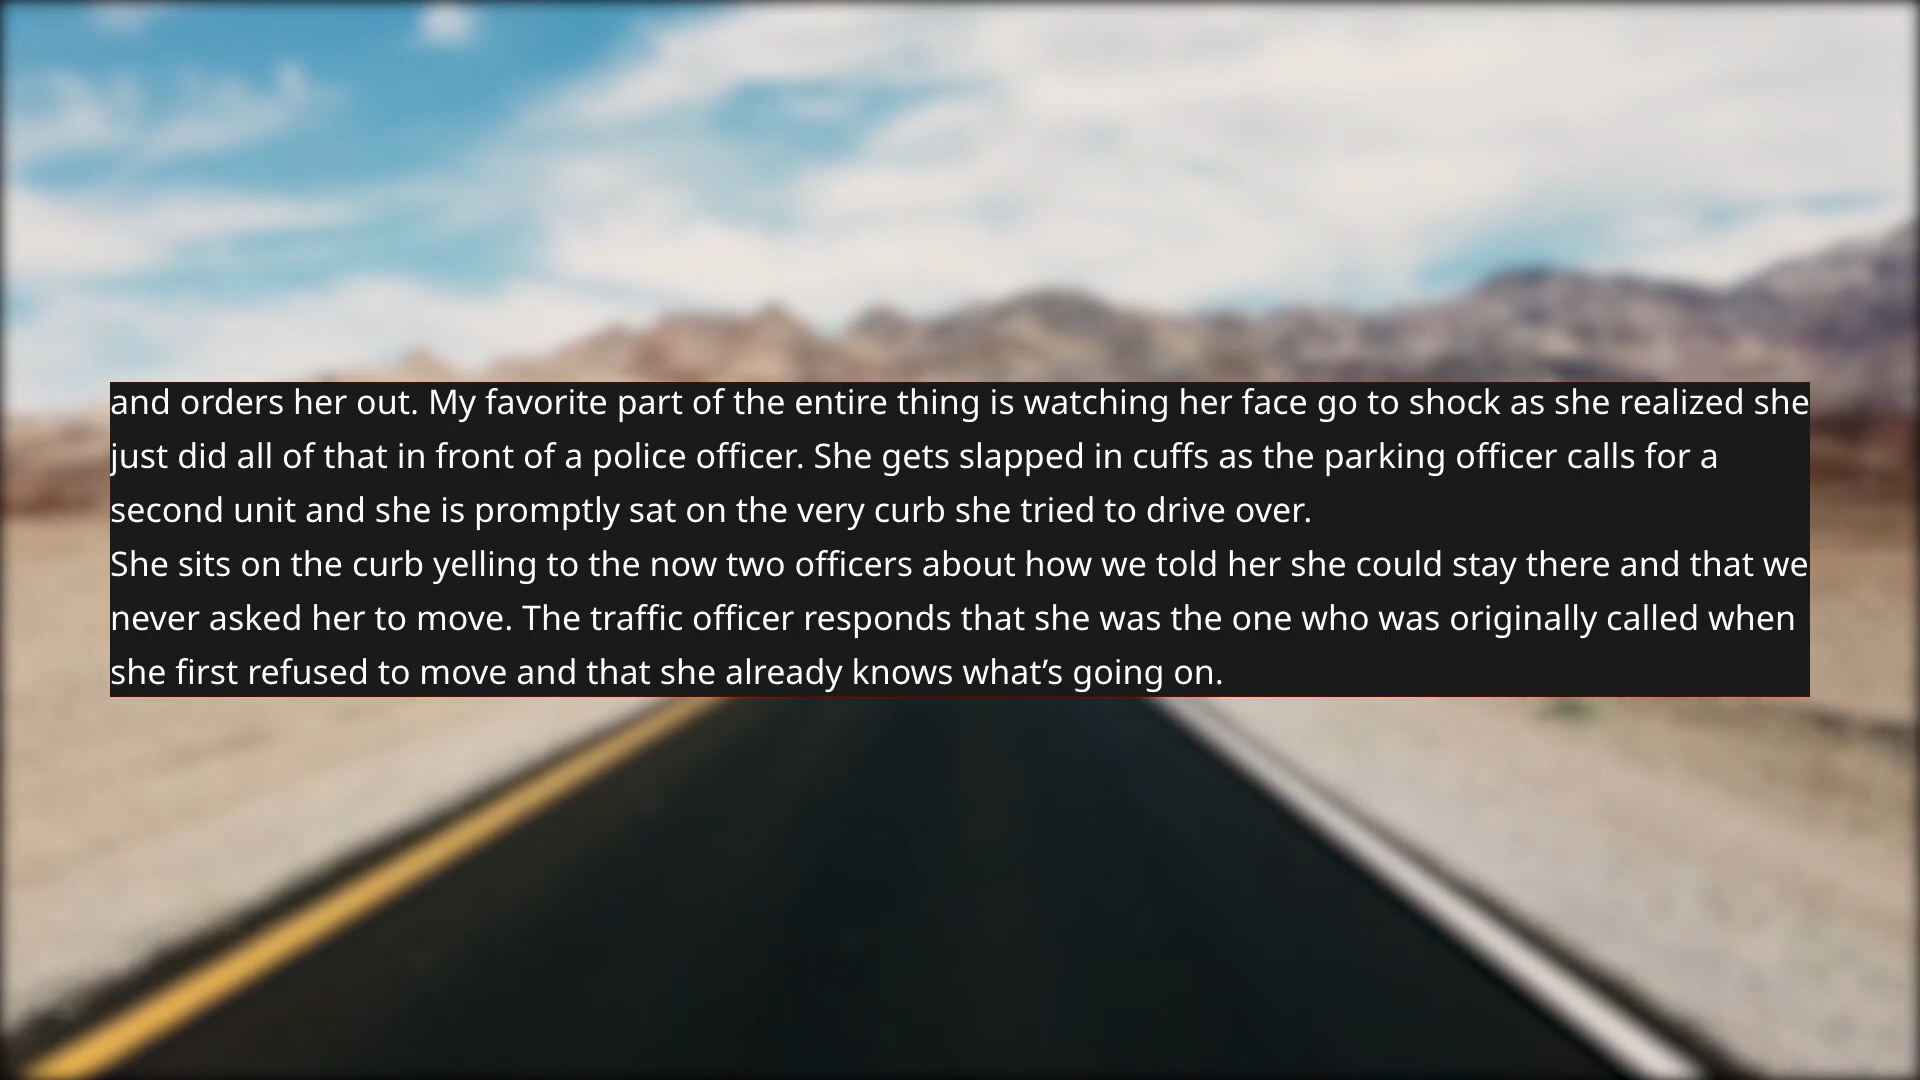 and orders her out. My favorite part of the entire thing is watching her face go to shock as she realized she
just did all of that in front of a police officer. She gets slapped in cuffs as the parking officer calls for a
second unit and she is promptly sat on the very curb she tried to drive over.
She sits on the curb yelling to the now two officers about how we told her she could stay there and that we
never asked her to move. The traffic officer responds that she was the one who was originally called when
she first refused to move and that she already knows what’s going on.